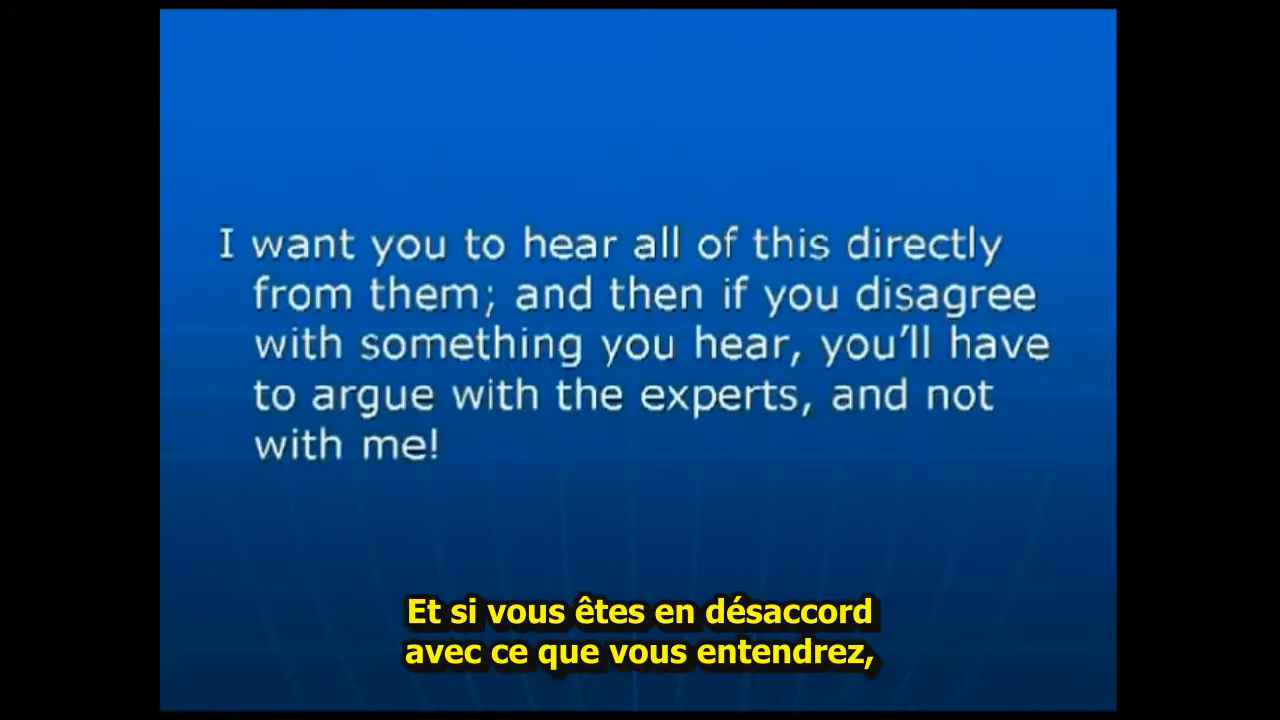 I want you to hear all of this directly
from them; and then if you disagree
with something you hear, you'll have
to argue with the experts, and not
with me!
Et si vous êtes en désaccord
avec ce que vous entendrez,